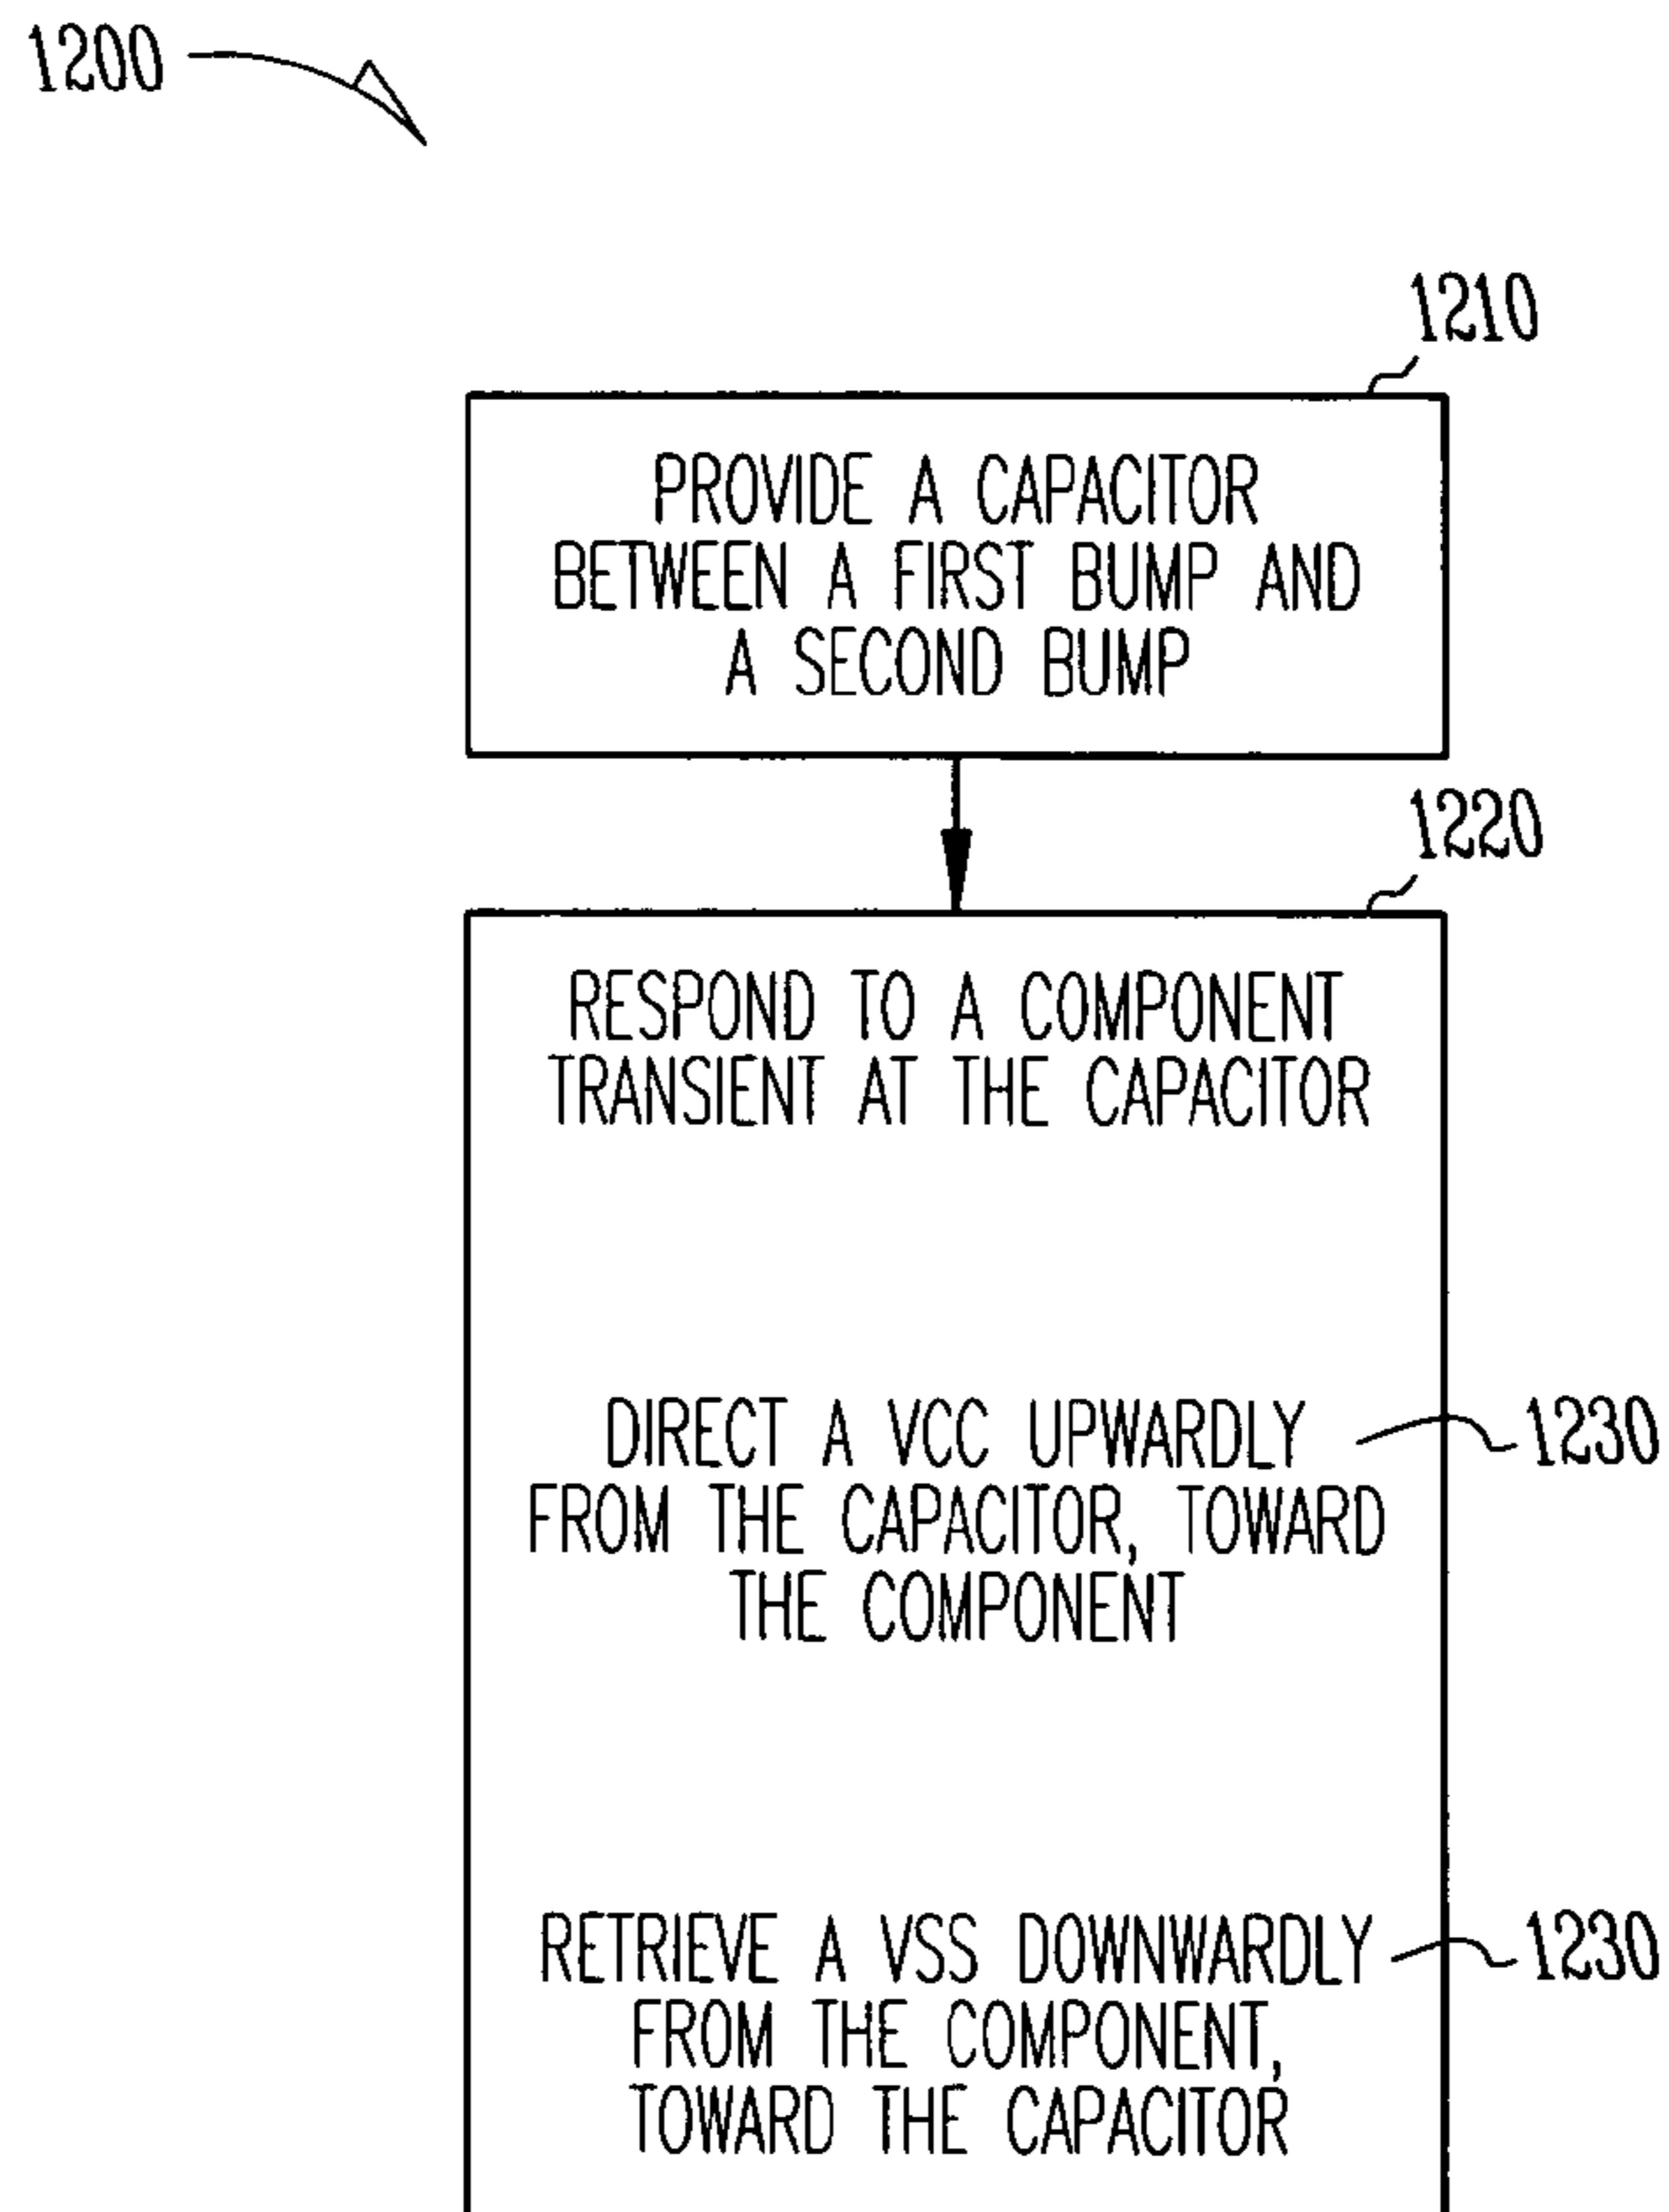 1200
1210
PROVIDE A CAPACITOR
BETWEEN A FIRST BUMP AND
A SECOND BUMP
1220
RESPOND TO A COMPONENT
TRANSIENT AT THE CAPACITOR
DIRECT A VCC UPWARDLY
1230
FROM THE CAPACITOR, TOWARD
THE COMPONENT
RETRIEVE A VSS DOWNWARDLY
1230
FROM THE COMPONENT,
TOWARD THE CAPACITOR